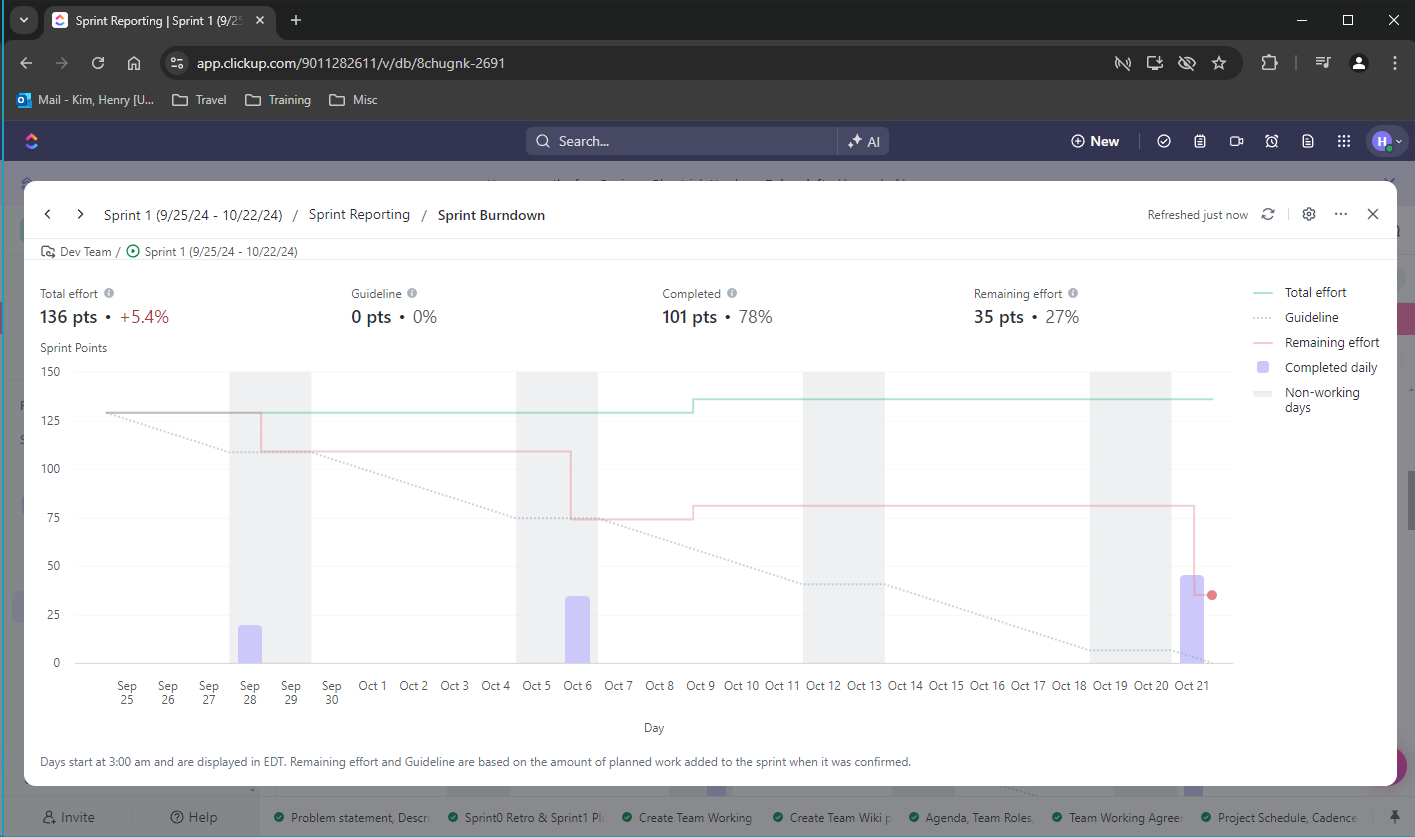 Sprint Reporting | Sprint 1 (9/25
app.clickup.com/9011282611/v/db/8chugnk-2691
Mail - Kim, Henry [U... Travel Training Misc
Search... AI New H
Sprint 1 (9/25/24 - 10/22/24) / Sprint Reporting / Sprint Burndown Refreshed just now
Dev Team / Sprint 1 (9/25/24 - 10/22/24)
Total effort Guideline Completed Remaining effort
136 pts • +5.4% 0 pts • 0% 101 pts • 78% 35 pts • 27%
Total effort
Guideline
Remaining effort
Completed daily
Non-working
days
Sprint Points
150
125
100
75
50
25
0
Sep 25 Sep 26 Sep 27 Sep 28 Sep 29 Sep 30 Oct 1 Oct 2 Oct 3 Oct 4 Oct 5 Oct 6 Oct 7 Oct 8 Oct 9 Oct 10 Oct 11 Oct 12 Oct 13 Oct 14 Oct 15 Oct 16 Oct 17 Oct 18 Oct 19 Oct 20 Oct 21
Day
Days start at 3:00 am and are displayed in EDT. Remaining effort and Guideline are based on the amount of planned work added to the sprint when it was confirmed.
Invite Help Problem statement, Descri Sprint0 Retro & Sprint1 Pl Create Team Working Create Team Wiki p Agenda, Team Roles, Team Working Agree Project Schedule, Cadence